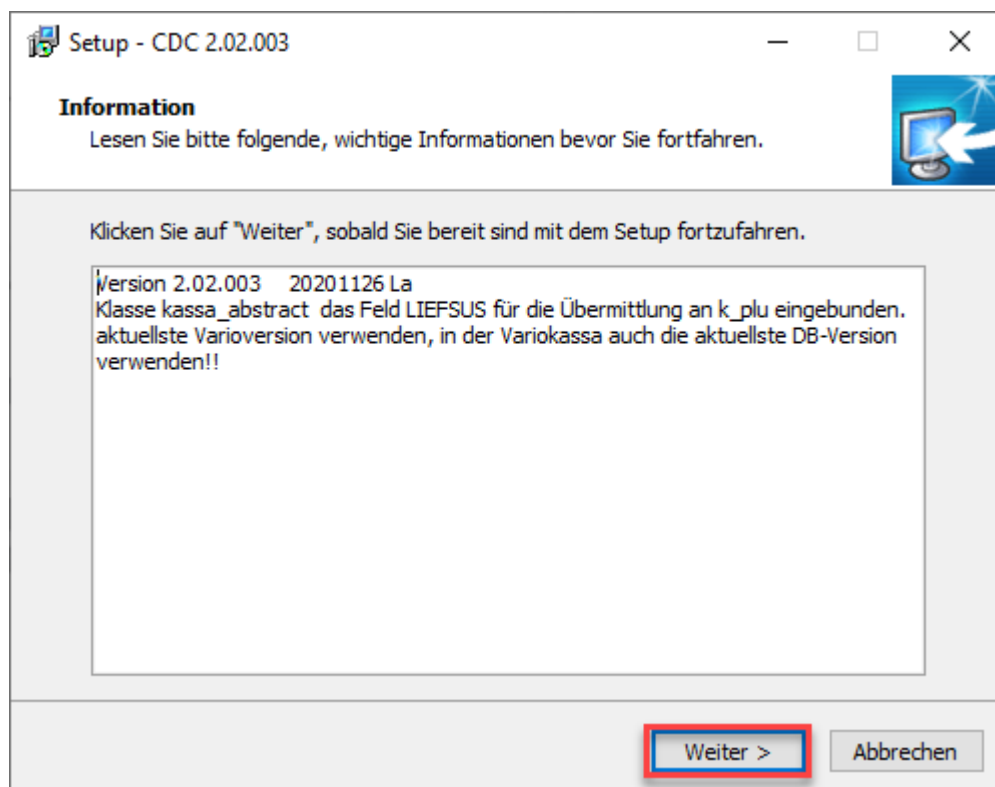 Setup - CDC 2.02.003
Information
Lesen Sie bitte folgende, wichtige Informationen bevor Sie fortfahren.
Klicken Sie auf "Weiter", sobald Sie bereit sind mit dem Setup fortzufahren.
Version 2.02.003    20201126 La
Klasse kassa_abstract  das Feld LIEFSUS für die Übermittlung an k_plu eingebunden.
aktuellste Varioversion verwenden, in der Variokassa auch die aktuellste DB-Version
verwenden!!
Weiter >
Abbrechen